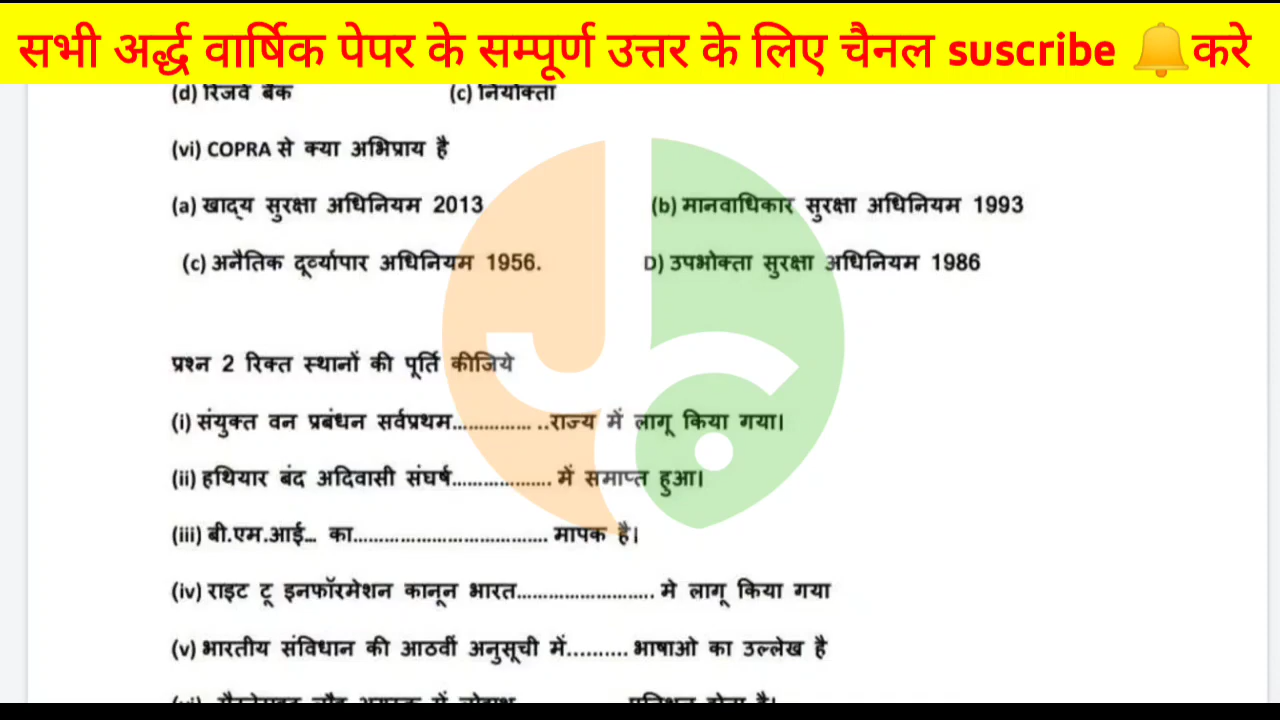 सभी अर्द्ध वार्षिक पेपर के सम्पूर्ण उत्तर के लिए चैनल suscribe 🔔करे
(d) रिजर्व बैंक (c) नियोक्ता
(vi) COPRA से क्या अभिप्राय है
(a) खाद्य सुरक्षा अधिनियम 2013 (b) मानवाधिकार सुरक्षा अधिनियम 1993
(c) अनैतिक दूर्व्यापार अधिनियम 1956. D) उपभोक्ता सुरक्षा अधिनियम 1986
प्रश्न 2 रिक्त स्थानों की पूर्ति कीजिये
(i) संयुक्त वन प्रबंधन सर्वप्रथम............... ..राज्य में लागू किया गया।
(ii) हथियार बंद अदिवासी संघर्ष.................... में समाप्त हुआ।
(iii) बी.एम.आई... का....................................... मापक है।
(iv) राइट टू इनफॉरमेशन कानून भारत........................... मे लागू किया गया
(v) भारतीय संविधान की आठवीं अनुसूची में.......... भाषाओ का उल्लेख है